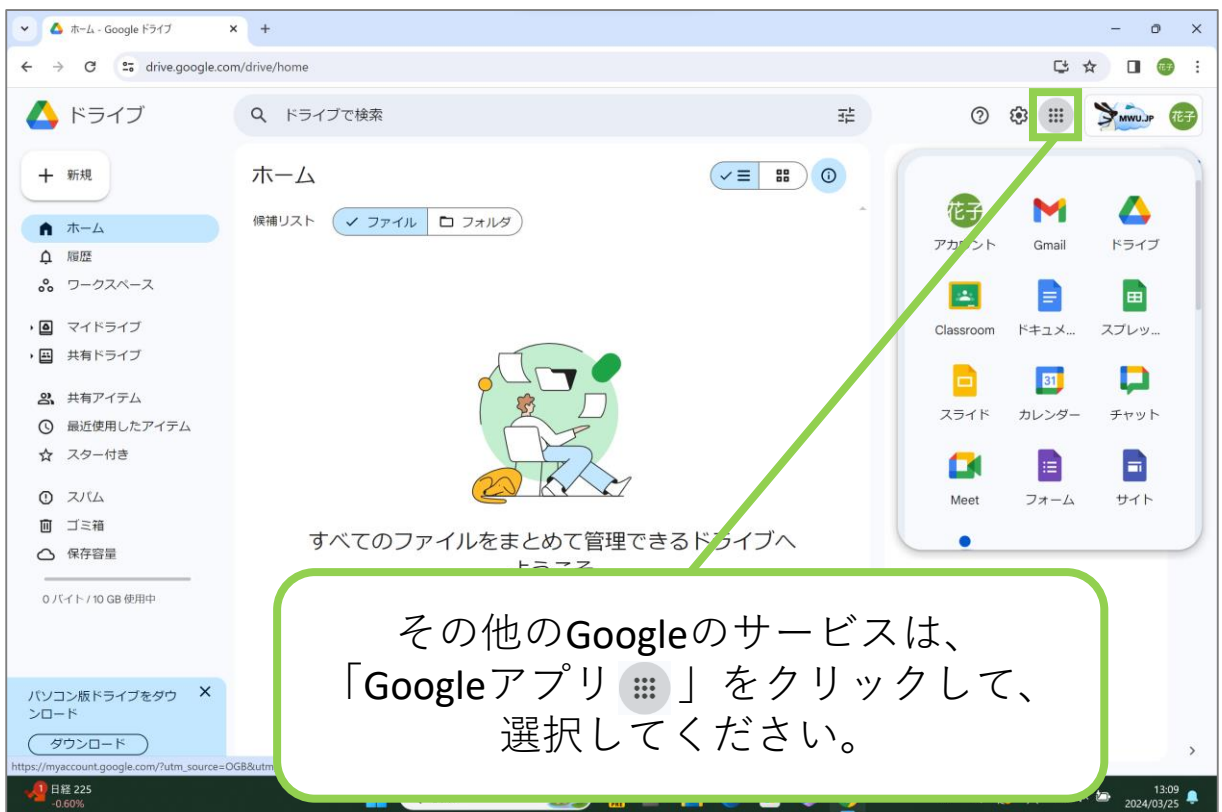 ホーム - Google ドライブ
drive.google.com/drive/home
花子
ドライブ
ドライブで検索
MWU.JP
花子
新規
ホーム
履歴
ワークスペース
マイドライブ
共有ドライブ
共有アイテム
最近使用したアイテム
スター付き
スパム
ゴミ箱
保存容量
0 バイト / 10 GB 使用中
パソコン版ドライブをダウ
ンロード
ダウンロード
ホーム
候補リスト
ファイル
フォルダ
すべてのファイルをまとめて管理できるドライブへ
ようこそ
花子
アカウント
Gmail
ドライブ
Classroom
ドキュメ...
スプレッ...
スライド
31
カレンダー
チャット
Meet
フォーム
サイト
その他のGoogleのサービスは、
「Googleアプリ 」をクリックして、
選択してください。
https://myaccount.google.com/?utm_source=OGB&utm
1
日経 225
-0.60%
13:09
2024/03/25